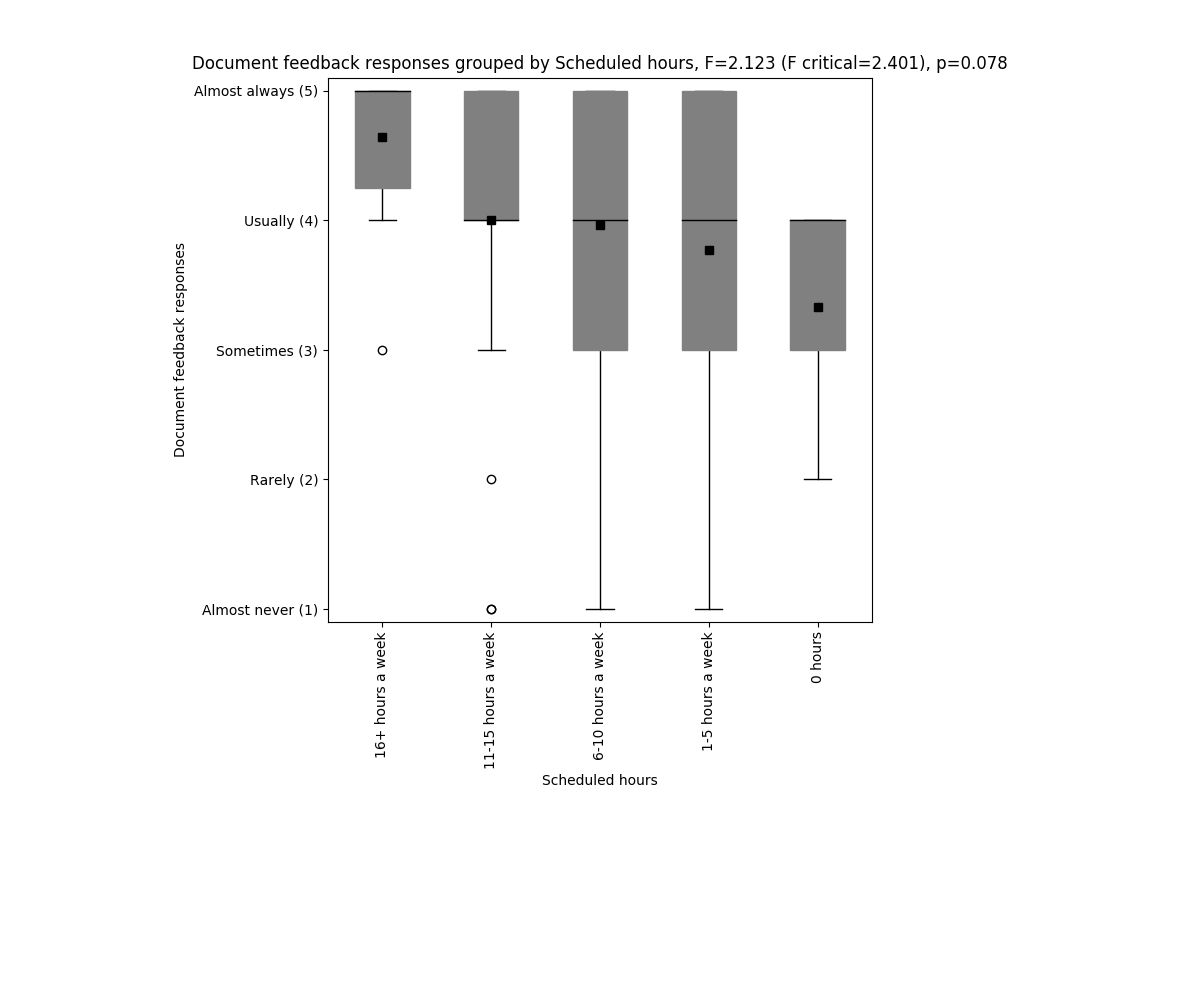 Document feedback responses grouped by Scheduled hours, F=2.123 (F critical=2.401), p=0.078
Almost always (5)
Usually (4)
Sometimes (3)
Rarely (2)
Almost never (1)
Document feedback responses
16+ hours a week
11-15 hours a week
6-10 hours a week
1-5 hours a week
0 hours
Scheduled hours